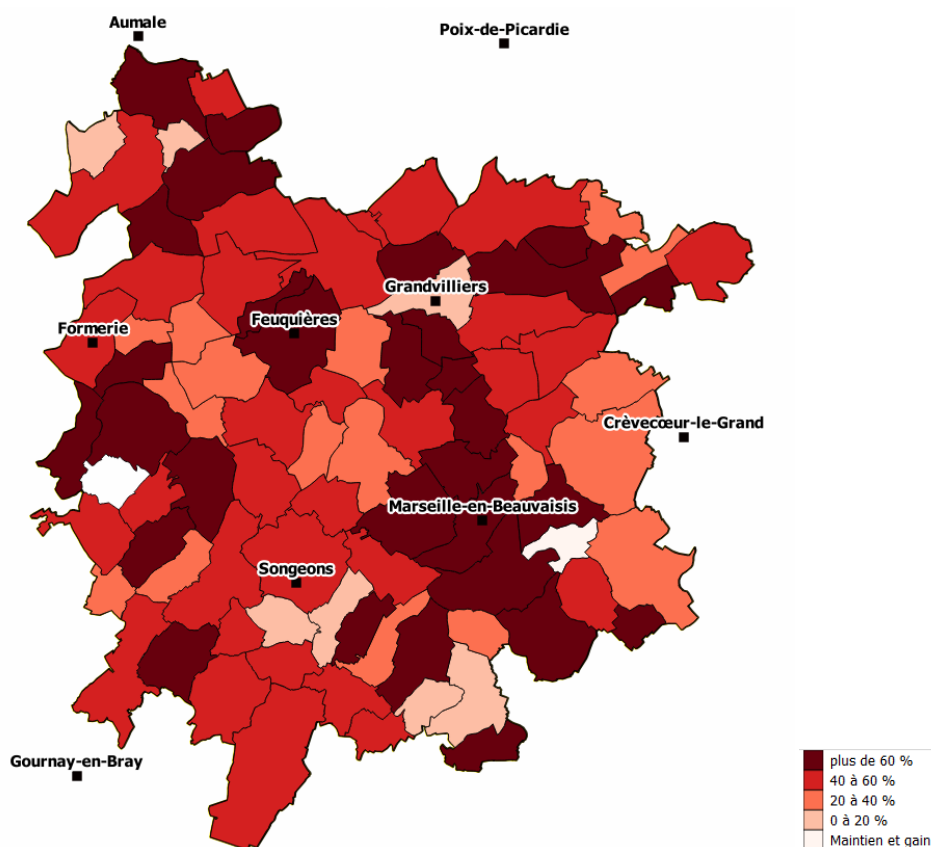 Aumale
Poix-de-Picardie
Grandvilliers
Feuquières
Formerie
Crèvecœur-le-Grand
Marseille-en-Beauvaisis
Songeons
Gournay-en-Bray
plus de 60 %
40 à 60 %
20 à 40 %
0 à 20 %
Maintien et gain